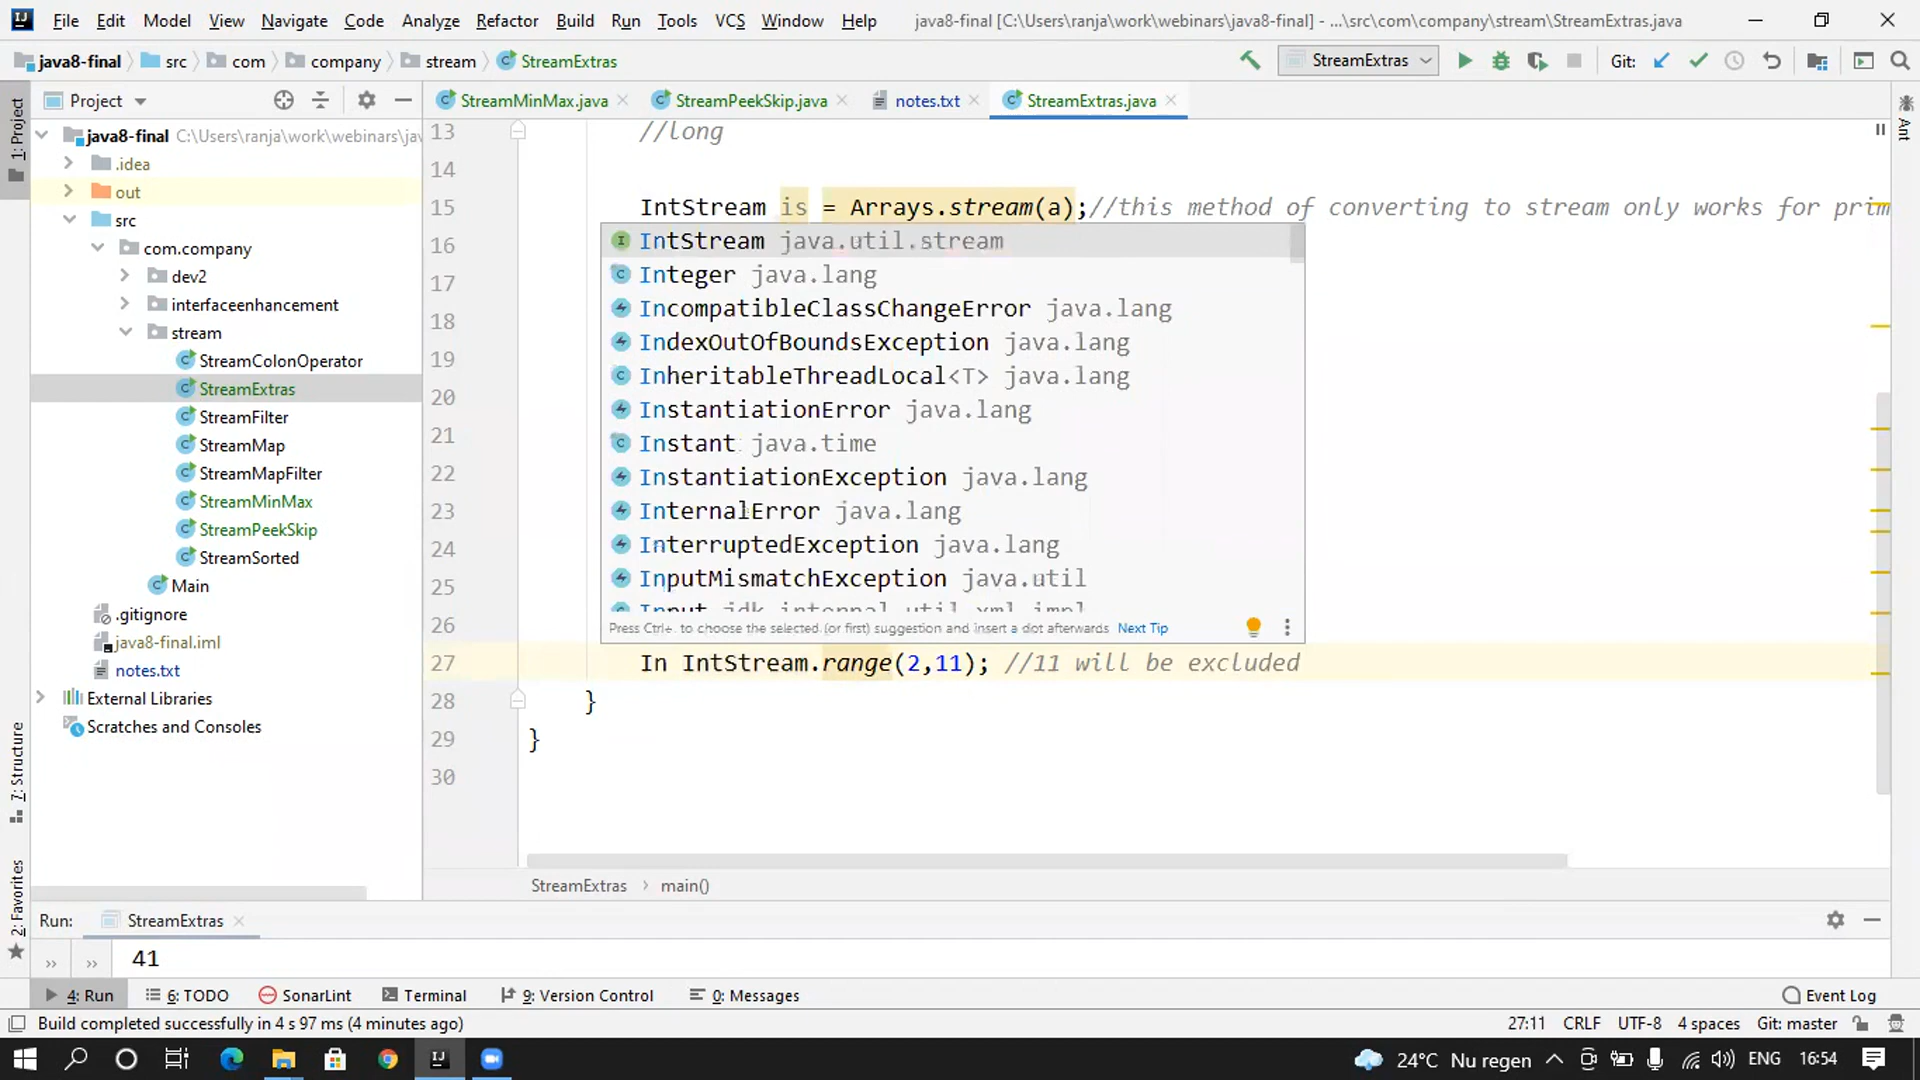 File Edit Model View Navigate Code Analyze Refactor Build Run Tools VCS Window Help java8-final [C:\Users\ranja\work\webinars\java8-final] - ...\src\com\company\stream\StreamExtras.java
java8-final src com company stream StreamExtras StreamExtras Git:
Project StreamMinMax.java StreamPeekSkip.java notes.txt StreamExtras.java
1: Project
7: Structure
2: Favorites
Ant
java8-final C:\Users\ranja\work\webinars\jav
.idea
out
src
com.company
dev2
interfaceenhancement
stream
StreamColonOperator
StreamExtras
StreamFilter
StreamMap
StreamMapFilter
StreamMinMax
StreamPeekSkip
StreamSorted
Main
.gitignore
java8-final.iml
notes.txt
External Libraries
Scratches and Consoles
13 //long
14
15 IntStream is = Arrays.stream(a);//this method of converting to stream only works for prim
16
17
18
19
20
21
22
23
24
25
26
27 In IntStream.range(2,11); //11 will be excluded
28 }
29 }
30
IntStream java.util.stream
Integer java.lang
IncompatibleClassChangeError java.lang
IndexOutOfBoundsException java.lang
InheritableThreadLocal<T> java.lang
InstantiationError java.lang
Instant java.time
InstantiationException java.lang
InternalError java.lang
InterruptedException java.lang
InputMismatchException java.util
Input jdk.internal.util.xml.impl
Press Ctrl+. to choose the selected (or first) suggestion and insert a dot afterwards Next Tip
StreamExtras main()
Run: StreamExtras
41
4: Run 6: TODO SonarLint Terminal 9: Version Control 0: Messages Event Log
Build completed successfully in 4 s 97 ms (4 minutes ago) 27:11 CRLF UTF-8 4 spaces Git: master
24°C Nu regen ENG 16:54